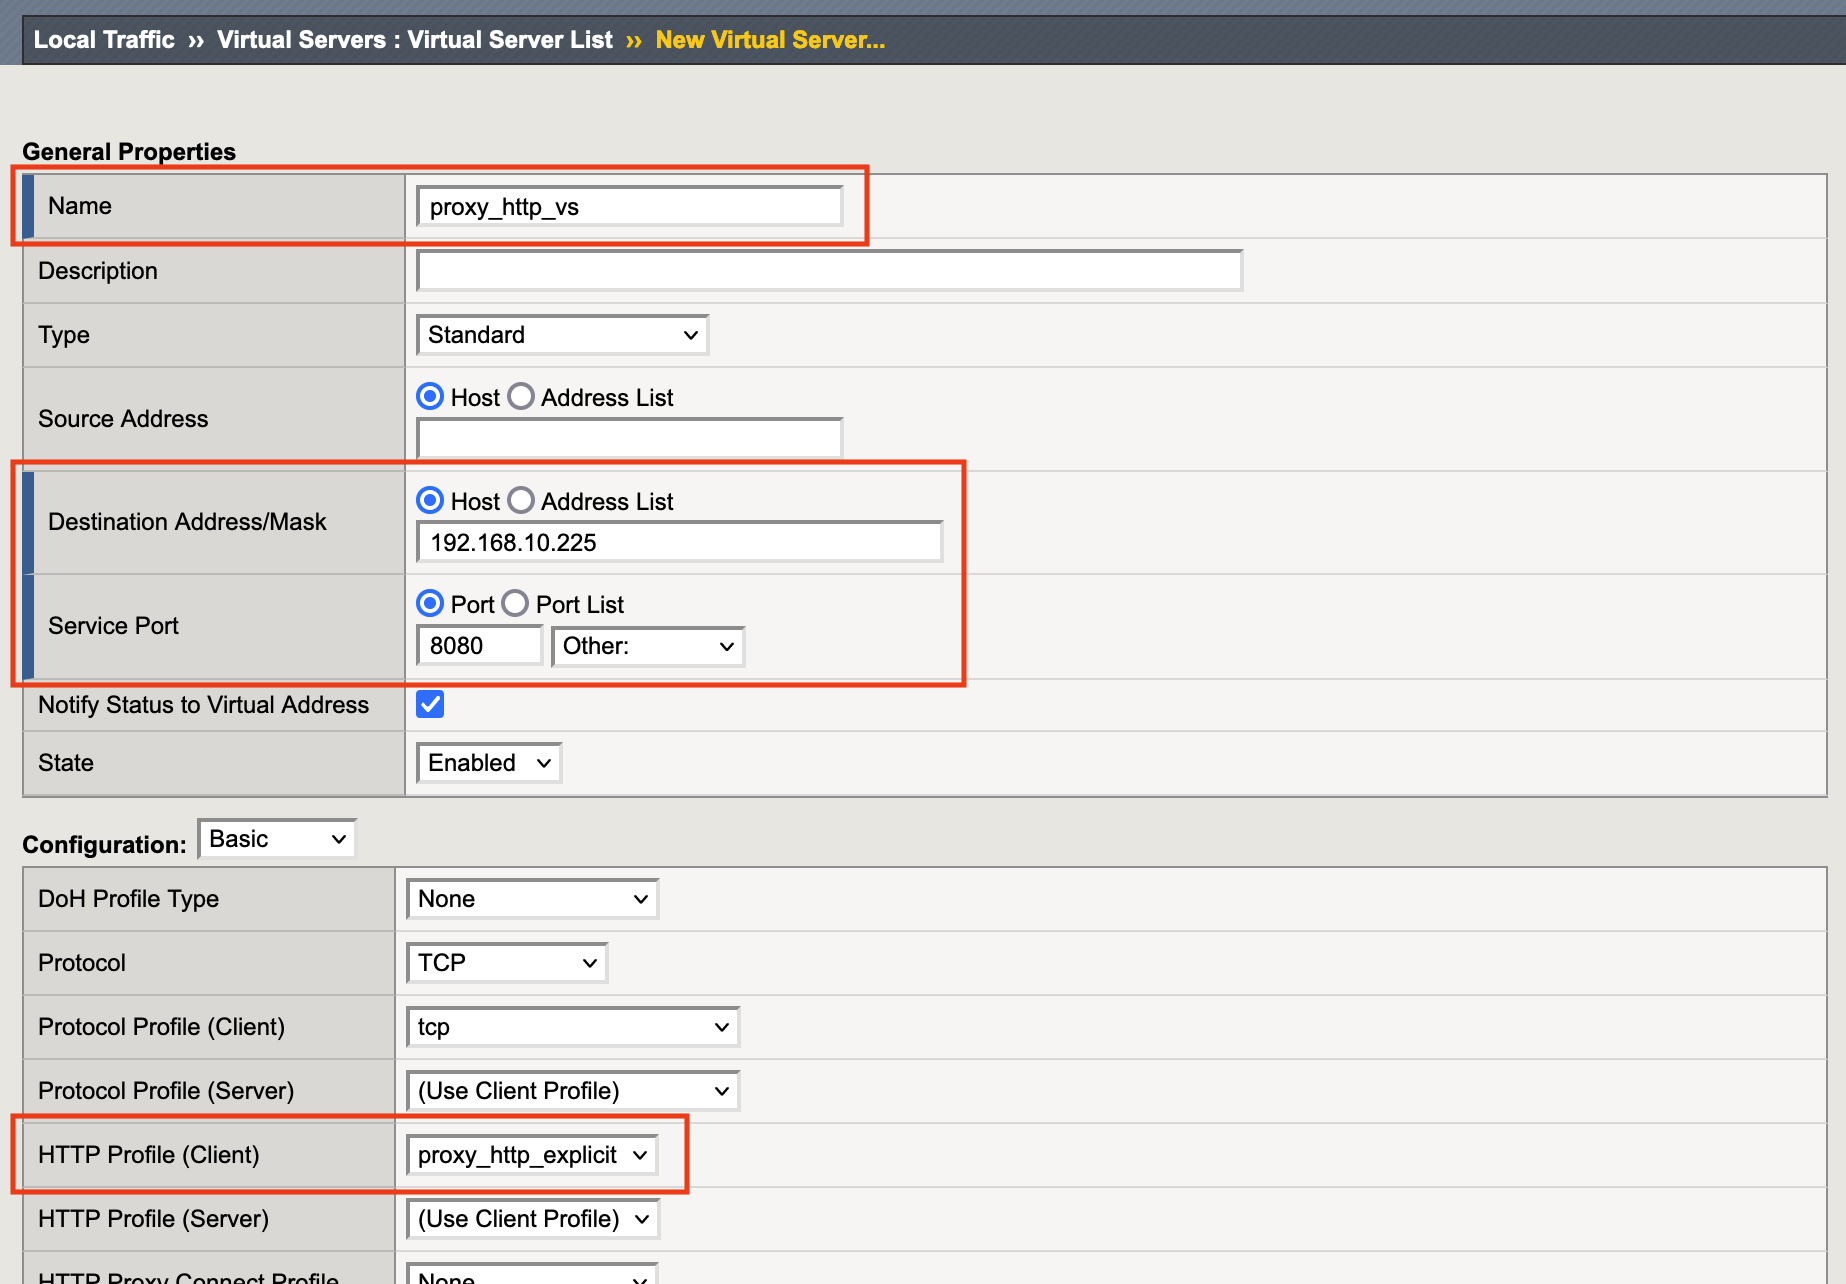 Local Traffic ›› Virtual Servers : Virtual Server List ›› New Virtual Server...
General Properties
Name proxy_http_vs
Description
Type Standard
Source Address Host Address List
Destination Address/Mask Host Address List
192.168.10.225
Service Port Port Port List
8080 Other:
Notify Status to Virtual Address
State Enabled
Configuration: Basic
DoH Profile Type None
Protocol TCP
Protocol Profile (Client) tcp
Protocol Profile (Server) (Use Client Profile)
HTTP Profile (Client) proxy_http_explicit
HTTP Profile (Server) (Use Client Profile)
HTTP Proxy Connect Profile None